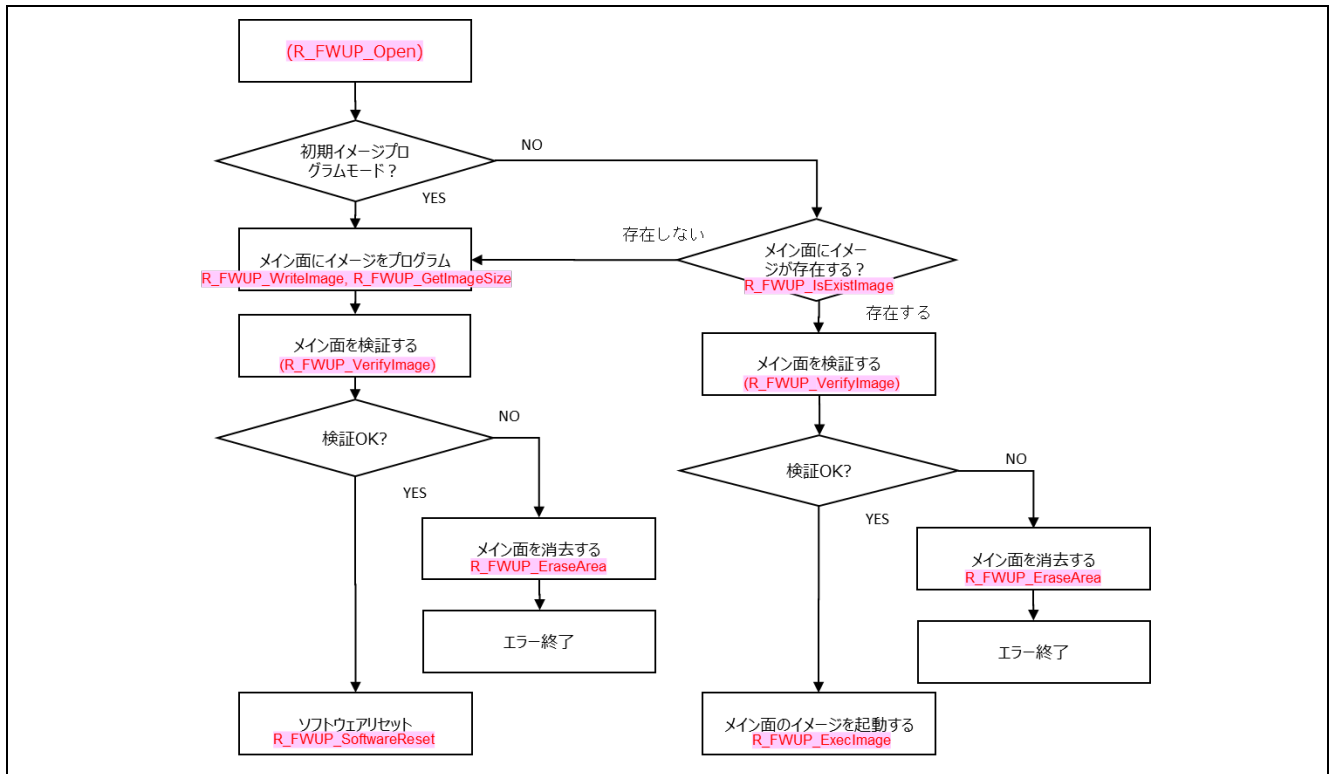 (R_FWUP_Open)
初期イメージプロ
グラムモード？
NO
YES
メイン面にイメージをプログラム
R_FWUP_WriteImage, R_FWUP_GetImageSize
存在しない
メイン面にイメー
ジが存在する？
R_FWUP_IsExistImage
存在する
メイン面を検証する
(R_FWUP_VerifyImage)
メイン面を検証する
(R_FWUP_VerifyImage)
検証OK?
NO
YES
検証OK?
NO
YES
メイン面を消去する
R_FWUP_EraseArea
メイン面を消去する
R_FWUP_EraseArea
エラー終了
エラー終了
ソフトウェアリセット
R_FWUP_SoftwareReset
メイン面のイメージを起動する
R_FWUP_ExecImage